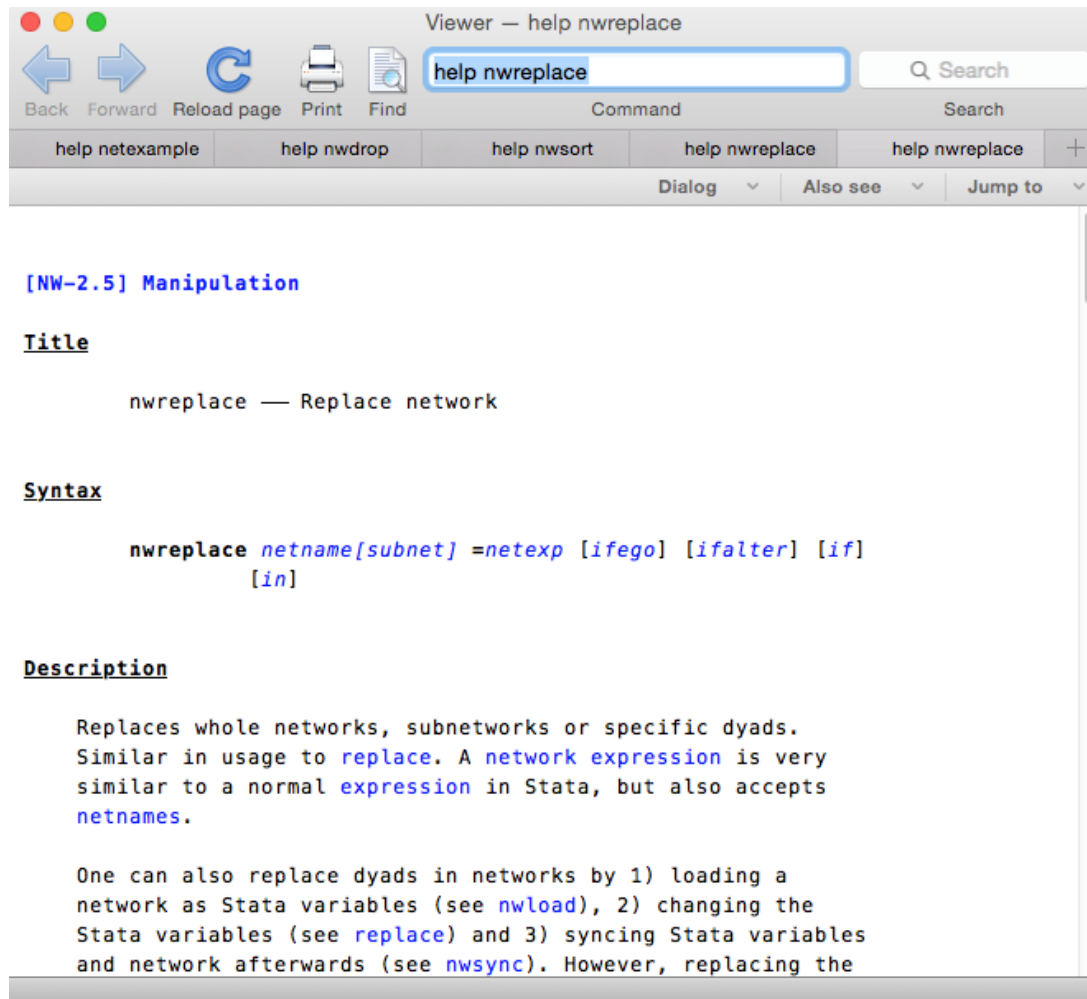 Viewer — help nwreplace
help nwreplace
Search
Back Forward Reload page Print Find Command Search
help netexample help nwdrop help nwsort help nwreplace help nwreplace +
Dialog Also see Jump to
[NW-2.5] Manipulation
Title
nwreplace — Replace network
Syntax
nwreplace netname[subnet] =netexp [ifego] [ifalter] [if]
[in]
Description
Replaces whole networks, subnetworks or specific dyads.
Similar in usage to replace. A network expression is very
similar to a normal expression in Stata, but also accepts
netnames.
One can also replace dyads in networks by 1) loading a
network as Stata variables (see nwload), 2) changing the
Stata variables (see replace) and 3) syncing Stata variables
and network afterwards (see nwsync). However, replacing the